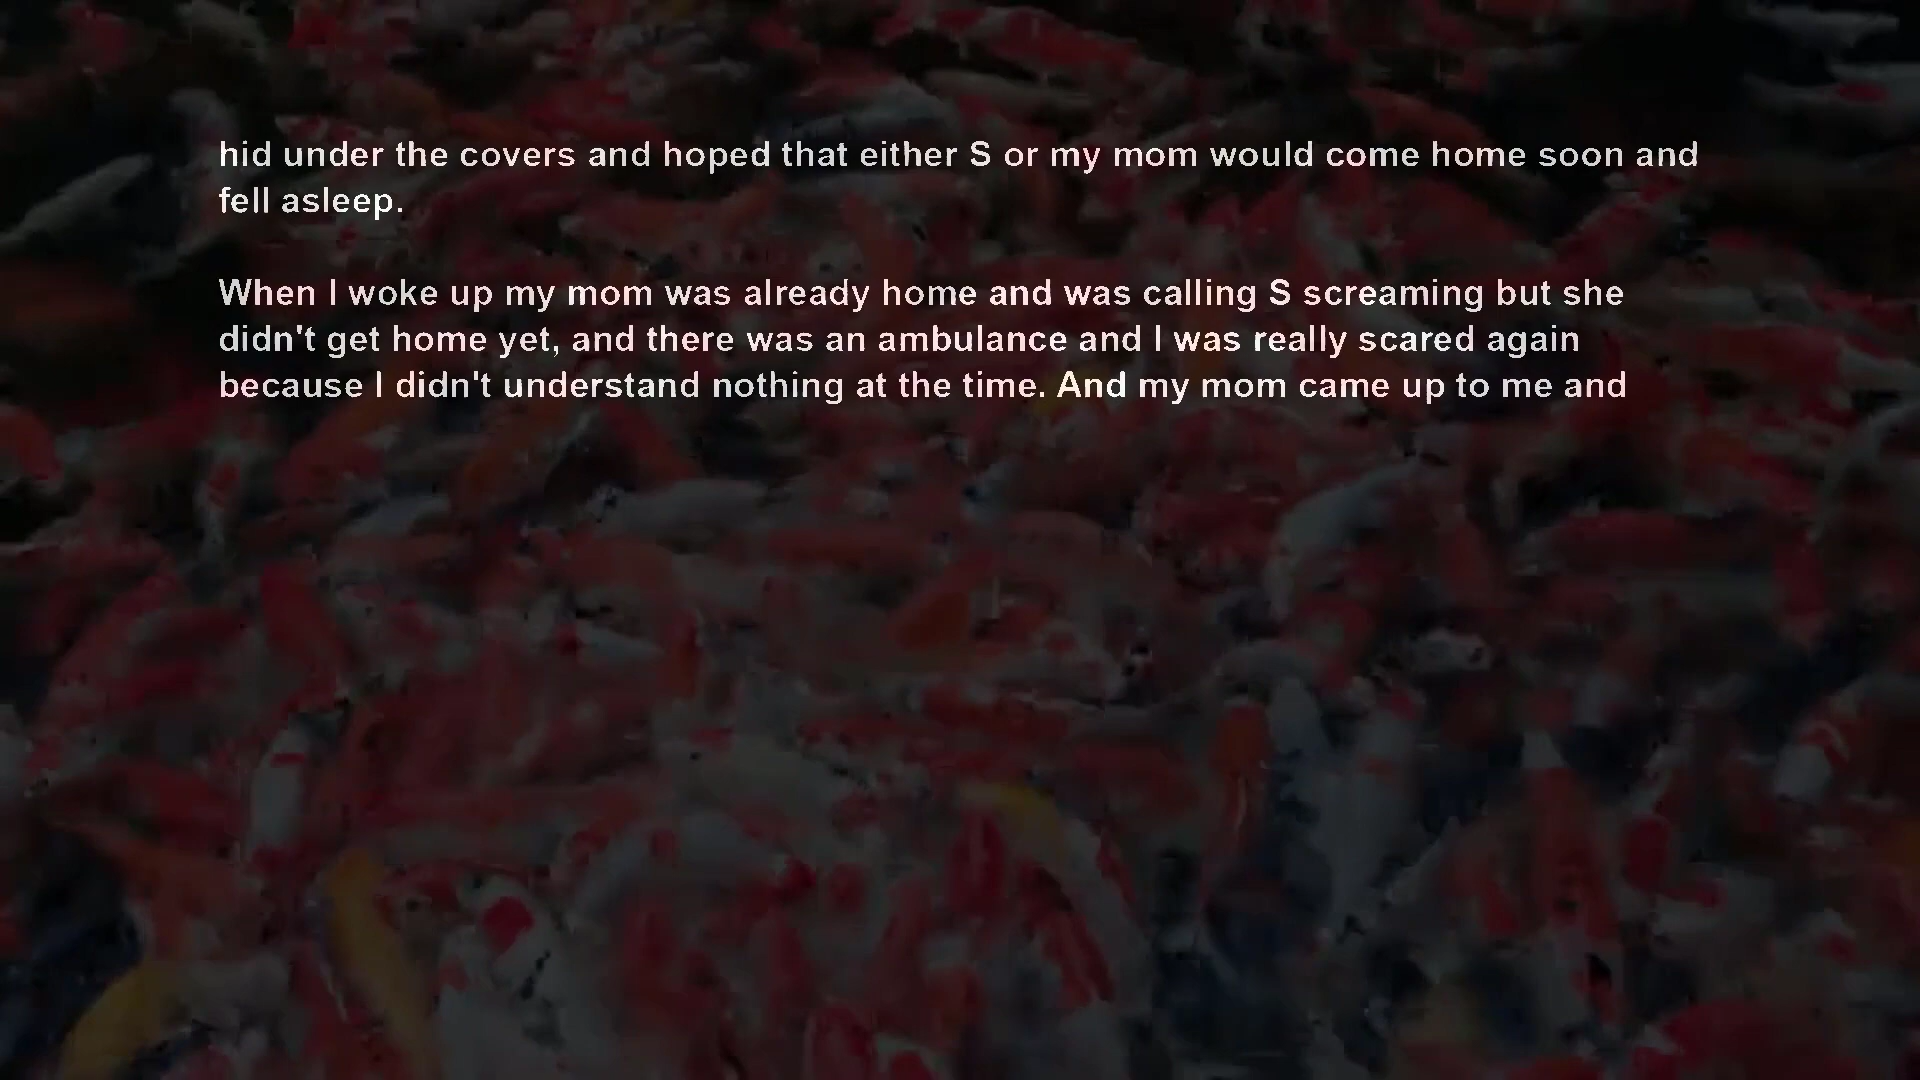 hid under the covers and hoped that either S or my mom would come home soon and
fell asleep.
When I woke up my mom was already home and was calling S screaming but she
didn't get home yet, and there was an ambulance and I was really scared again
because I didn't understand nothing at the time. And my mom came up to me and